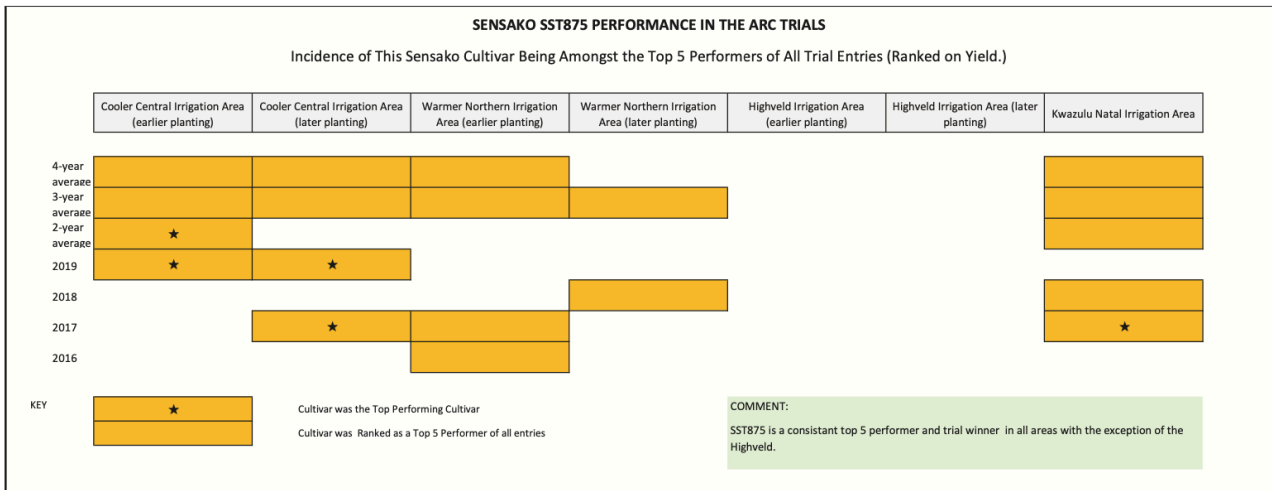 SENSAKO SST875 PERFORMANCE IN THE ARC TRIALS
Incidence of This Sensako Cultivar Being Amongst the Top 5 Performers of All Trial Entries (Ranked on Yield.)
Cooler Central Irrigation Area
(earlier planting)
Cooler Central Irrigation Area
(later planting)
Warmer Northern Irrigation
Area (earlier planting)
Warmer Northern Irrigation
Area (later planting)
Highveld Irrigation Area
(earlier planting)
Highveld Irrigation Area (later
planting)
Kwazulu Natal Irrigation Area
4-year
average
3-year
average
2-year
average
★
2019
★
★
2018
2017
★
★
2016
KEY
★
Cultivar was the Top Performing Cultivar
Cultivar was Ranked as a Top 5 Performer of all entries
COMMENT:
SST875 is a consistant top 5 performer and trial winner in all areas with the exception of the
Highveld.